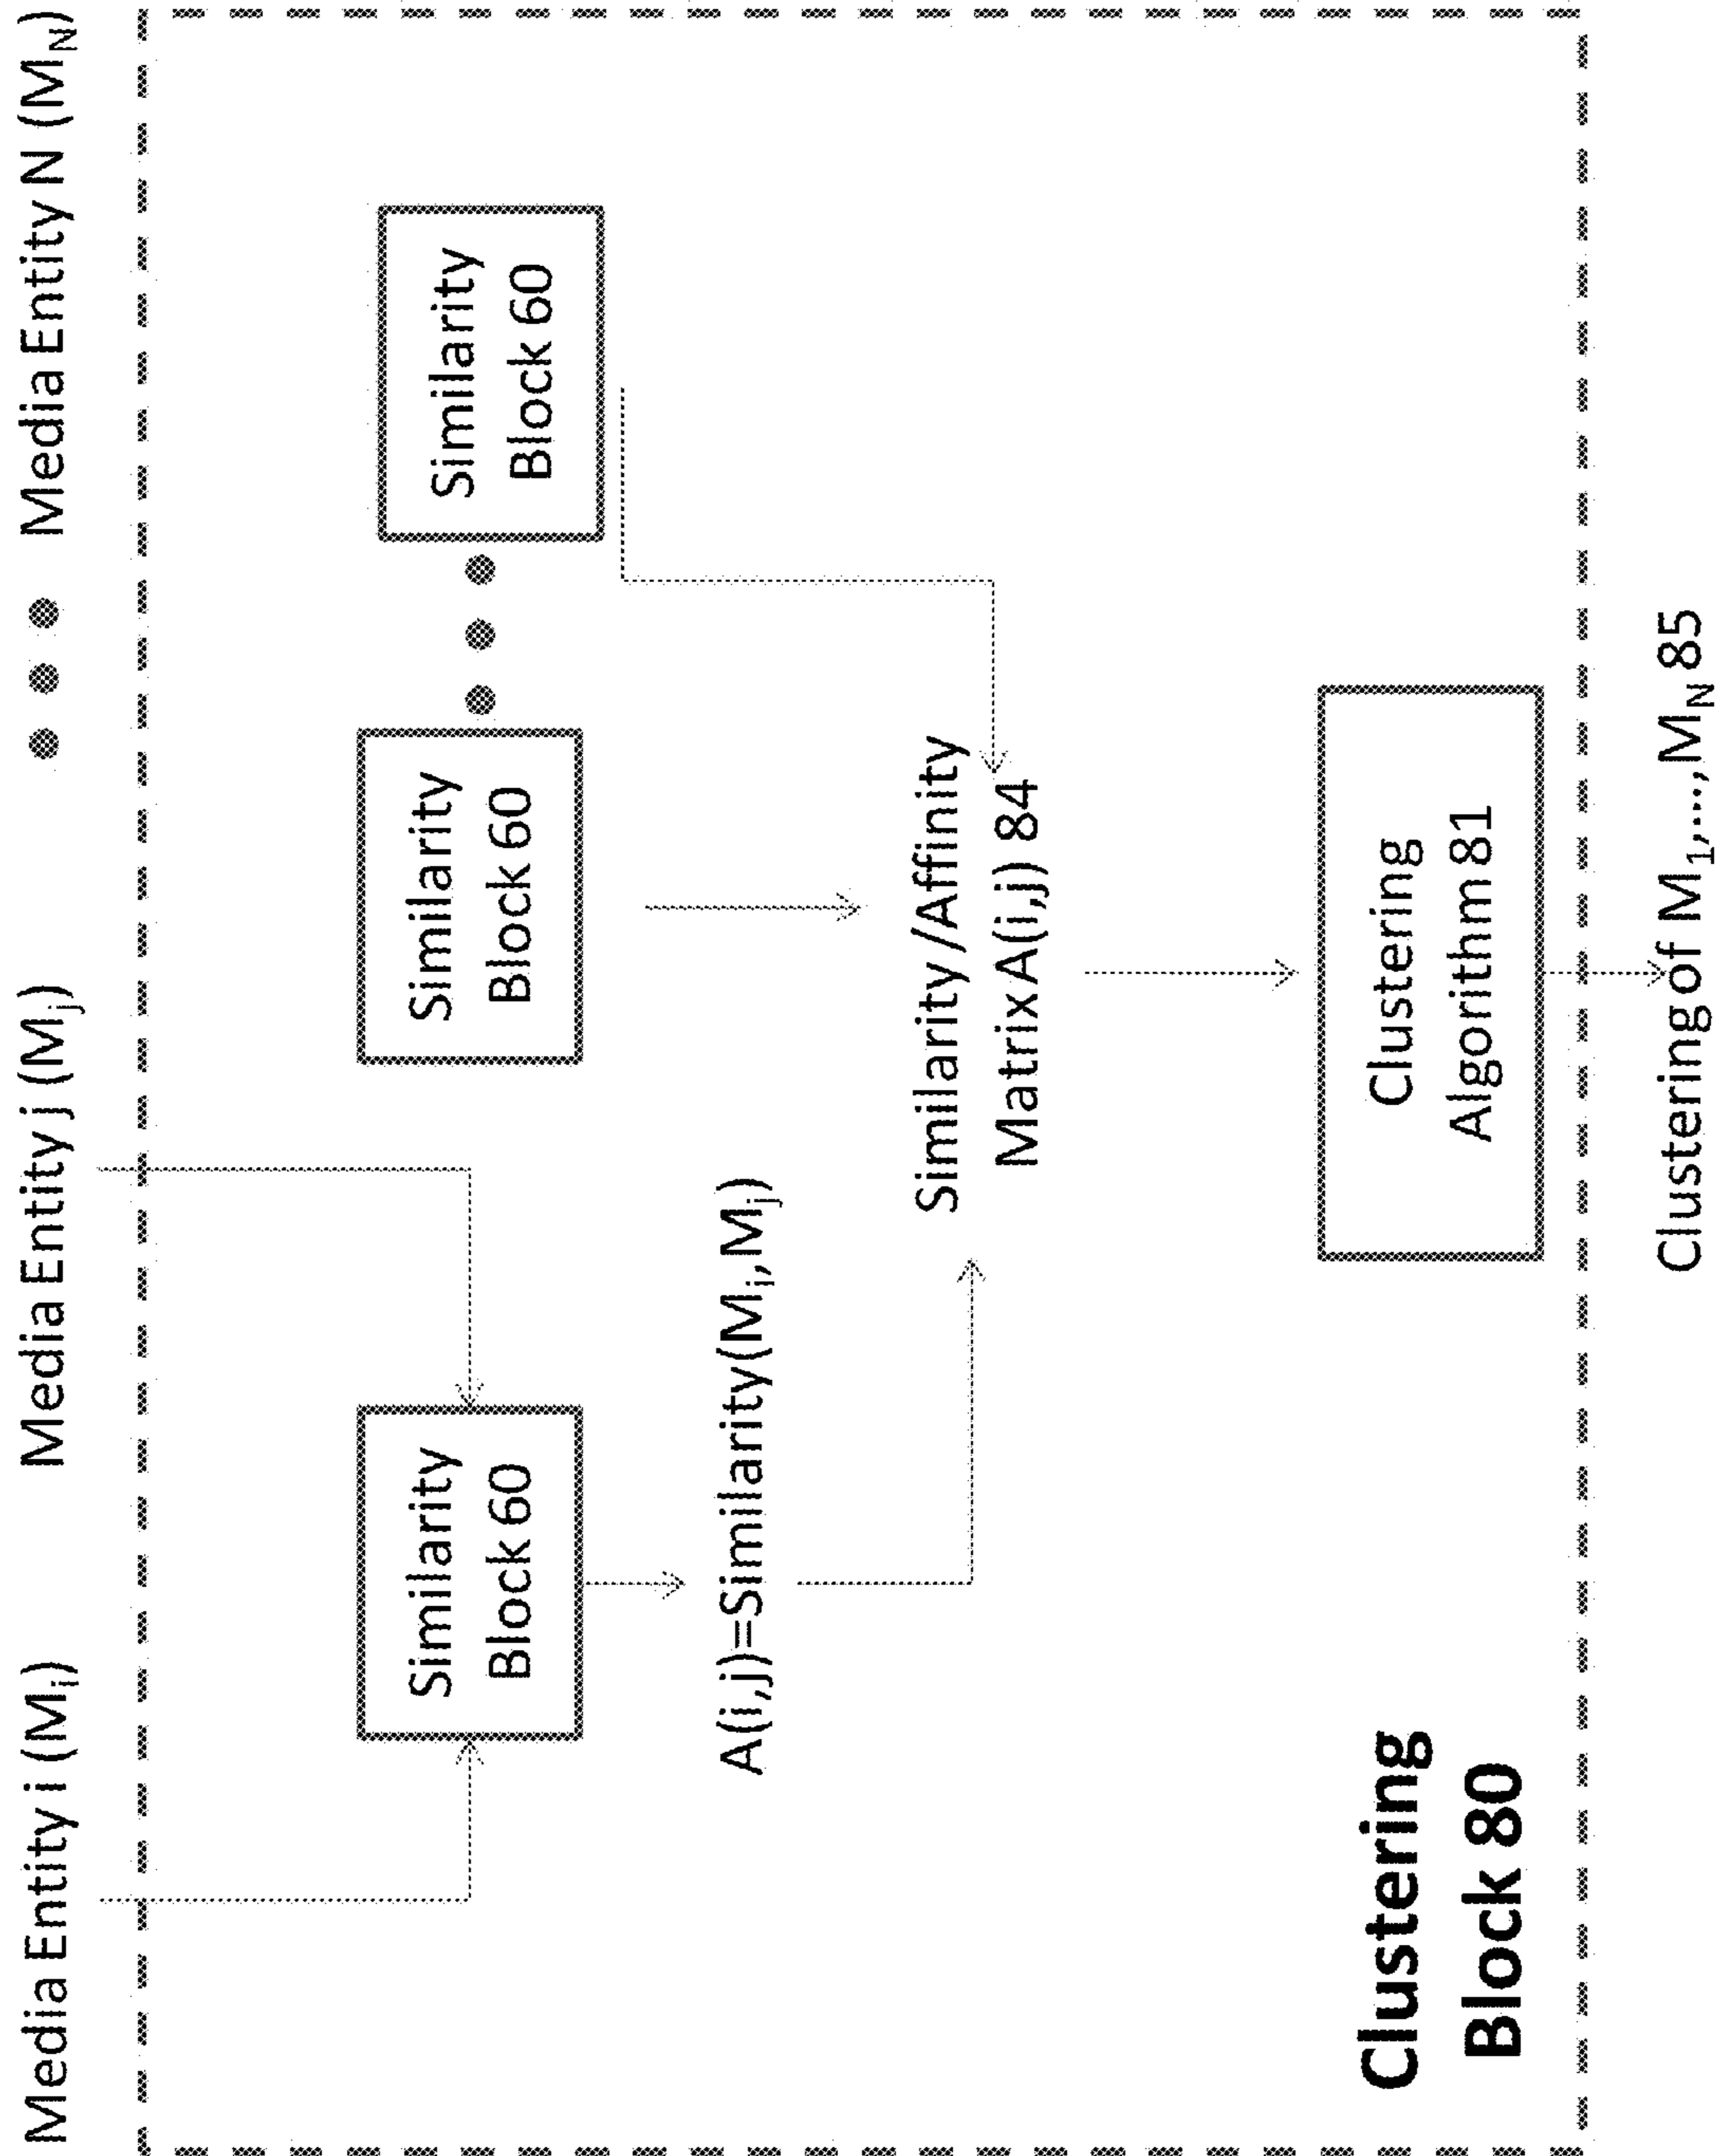 Media Entity i (Mi)
Media Entity j (Mj)
Media Entity N (MN)
Similarity
Block 60
Similarity
Block 60
Similarity
Block 60
A(i,j)=Similarity(Mi,Mj)
Similarity/Affinity
Matrix A(i,j) 84
Clustering
Algorithm 81
Clustering
Block 80
Clustering of M1,...,MN 85